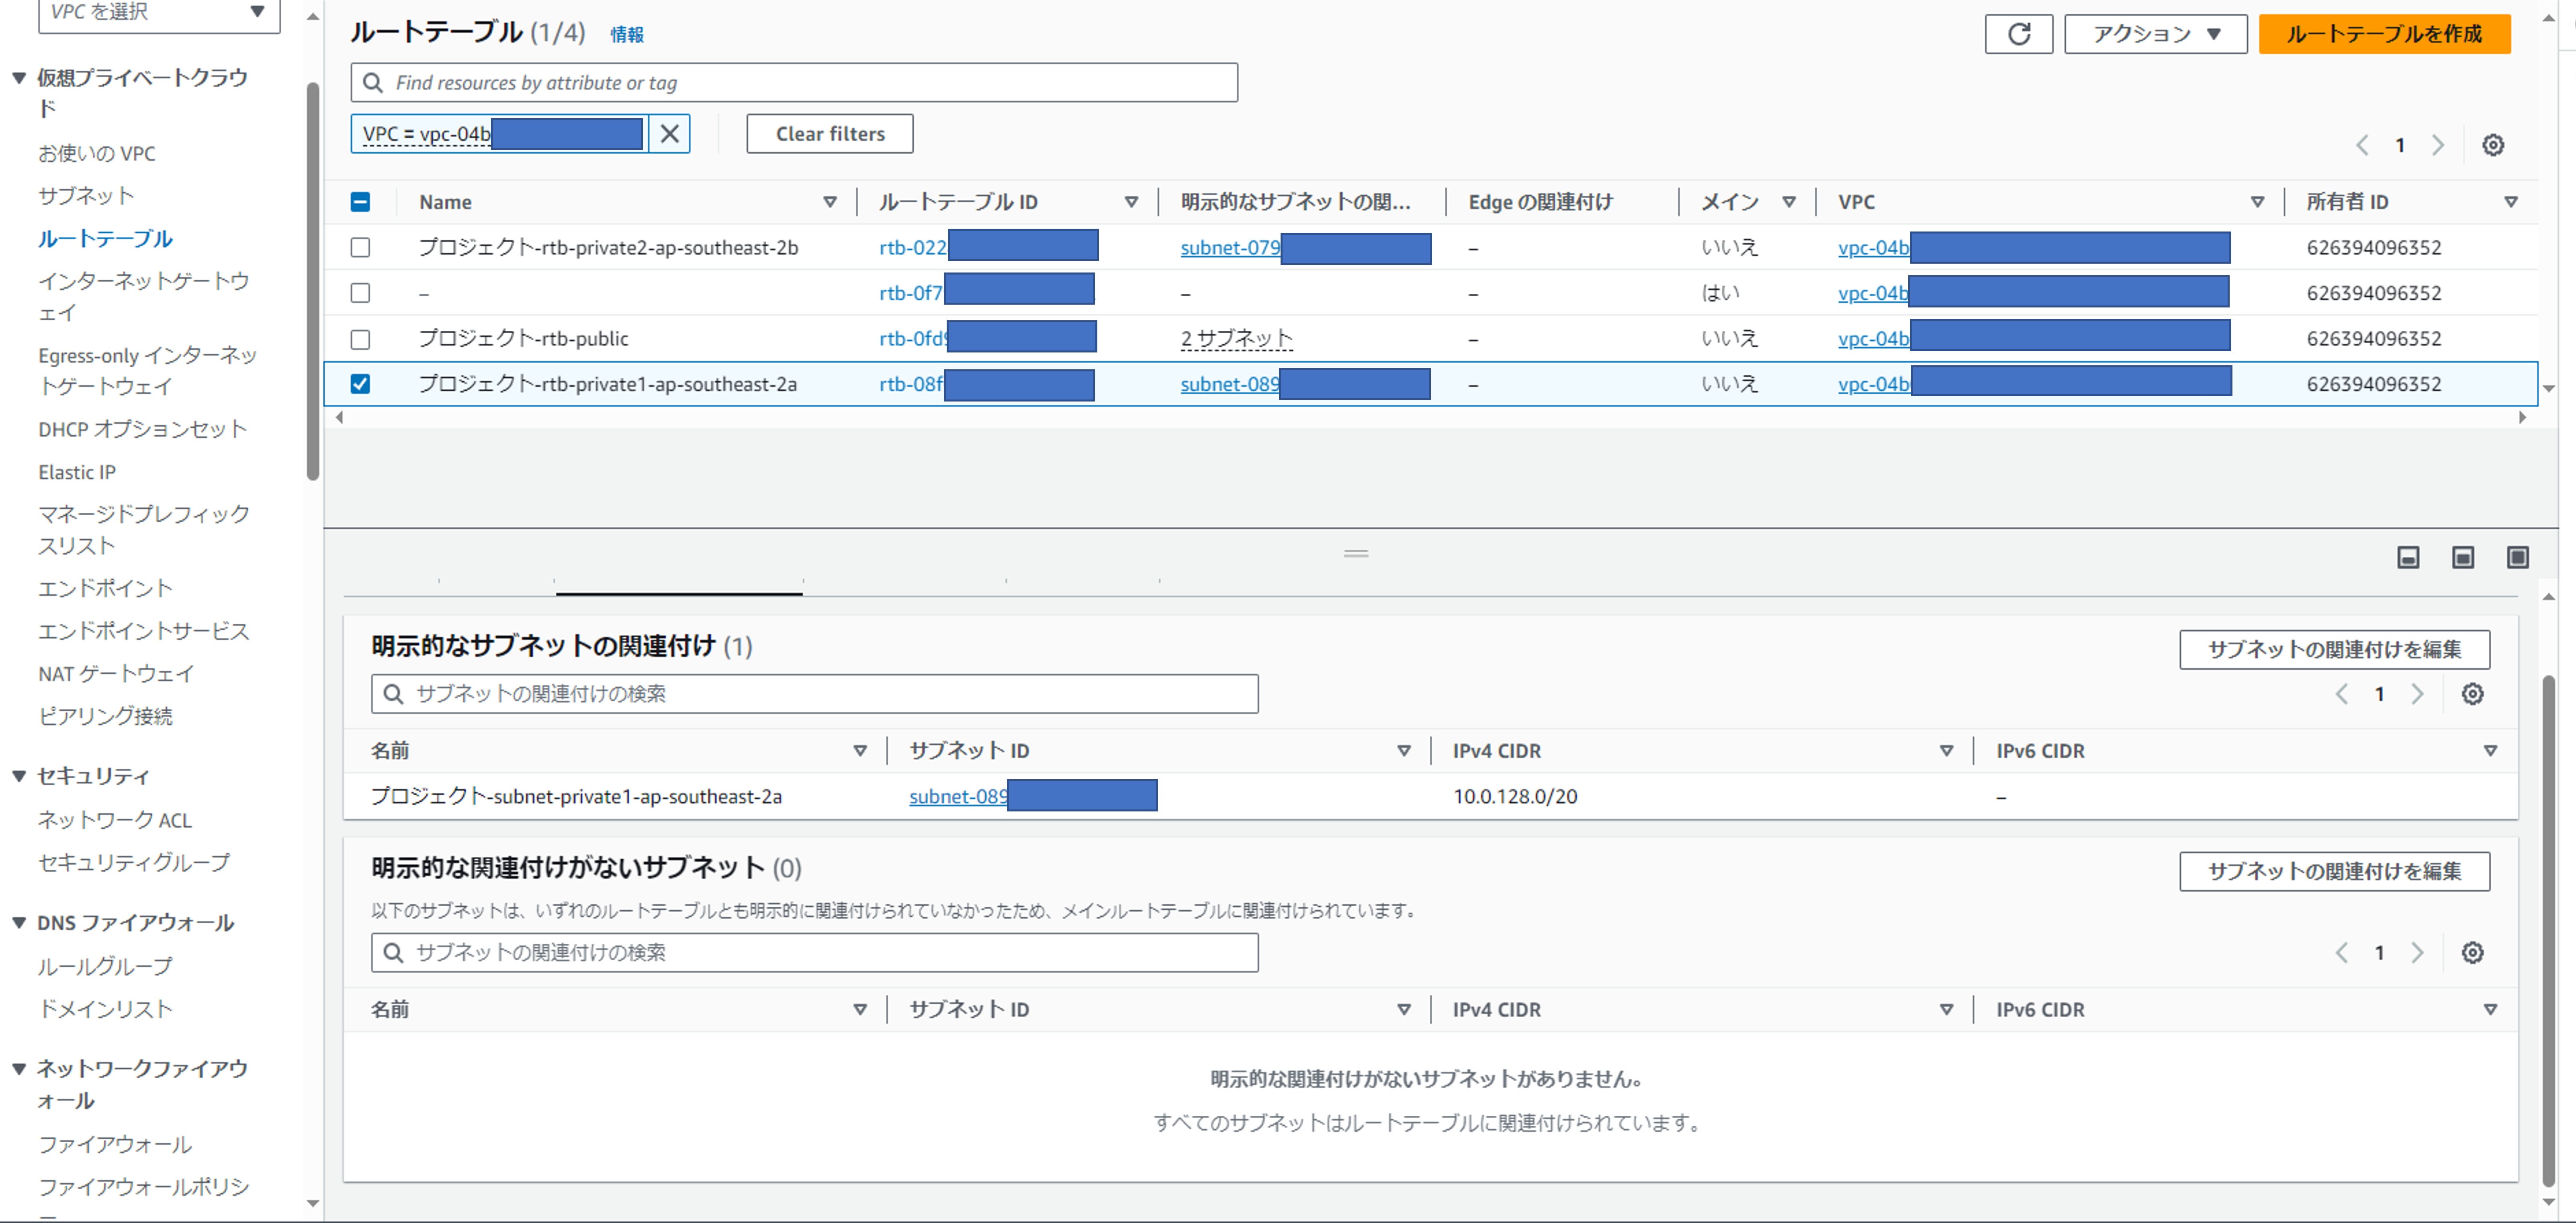 VPC を選択
仮想プライベートクラウ
ド
お使いの VPC
サブネット
ルートテーブル
インターネットゲートウ
ェイ
Egress-only インターネッ
トゲートウェイ
DHCP オプションセット
Elastic IP
マネージドプレフィック
スリスト
エンドポイント
エンドポイントサービス
NAT ゲートウェイ
ピアリング接続
セキュリティ
ネットワーク ACL
セキュリティグループ
DNS ファイアウォール
ルールグループ
ドメインリスト
ネットワークファイアウ
ォール
ファイアウォール
ファイアウォールポリシ
ー
ルートテーブル (1/4) 情報
アクション
ルートテーブルを作成
Find resources by attribute or tag
VPC = vpc-04b
Clear filters
1
Name ルートテーブル ID 明示的なサブネットの関... Edge の関連付け メイン VPC 所有者 ID
プロジェクト-rtb-private2-ap-southeast-2b rtb-022 subnet-079 – いいえ vpc-04b 626394096352
– rtb-0f7 – – はい vpc-04b 626394096352
プロジェクト-rtb-public rtb-0fd9 2 サブネット – いいえ vpc-04b 626394096352
プロジェクト-rtb-private1-ap-southeast-2a rtb-08f subnet-089 – いいえ vpc-04b 626394096352
明示的なサブネットの関連付け (1)
サブネットの関連付けを編集
サブネットの関連付けの検索
1
名前 サブネット ID IPv4 CIDR IPv6 CIDR
プロジェクト-subnet-private1-ap-southeast-2a subnet-089 10.0.128.0/20 –
明示的な関連付けがないサブネット (0)
サブネットの関連付けを編集
以下のサブネットは、いずれのルートテーブルとも明示的に関連付けられていなかったため、メインルートテーブルに関連付けられています。
サブネットの関連付けの検索
1
名前 サブネット ID IPv4 CIDR IPv6 CIDR
明示的な関連付けがないサブネットがありません。
すべてのサブネットはルートテーブルに関連付けられています。